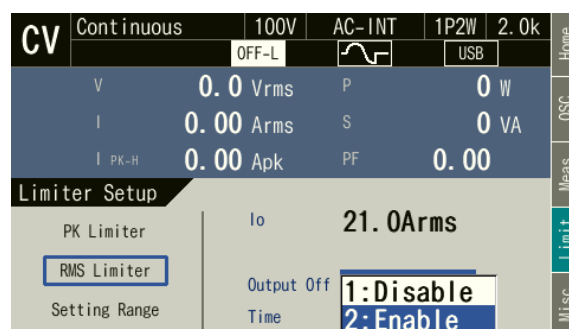 CV Continuous 100V AC-INT 1P2W 2.0k
OFF-L USB
V 0.0 Vrms P 0 W
I 0.00 Arms S 0 VA
I PK-H 0.00 Apk PF 0.00
Limiter Setup
PK Limiter
RMS Limiter
Setting Range
Io 21.0Arms
Output Off
Time
1:Disable
2:Enable
Home
OSC
Meas
Limit
Misc